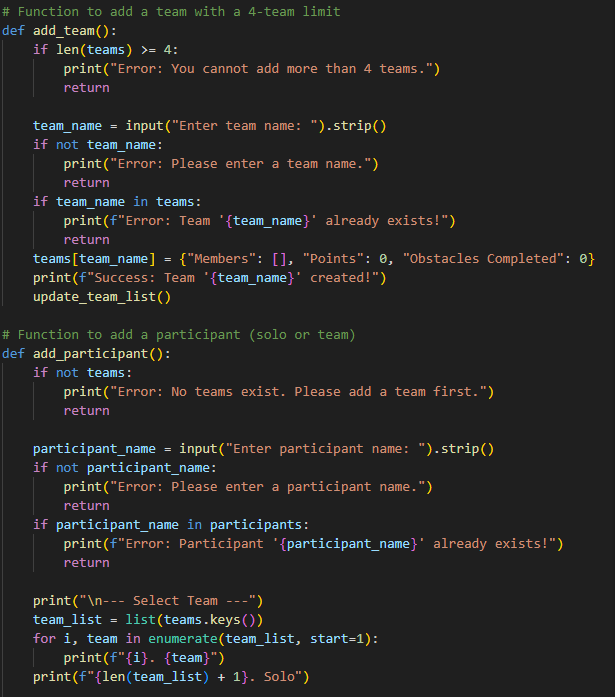 # Function to add a team with a 4-team limit
def add_team():
    if len(teams) >= 4:
        print("Error: You cannot add more than 4 teams.")
        return

    team_name = input("Enter team name: ").strip()
    if not team_name:
        print("Error: Please enter a team name.")
        return
    if team_name in teams:
        print(f"Error: Team '{team_name}' already exists!")
        return
    teams[team_name] = {"Members": [], "Points": 0, "Obstacles Completed": 0}
    print(f"Success: Team '{team_name}' created!")
    update_team_list()

# Function to add a participant (solo or team)
def add_participant():
    if not teams:
        print("Error: No teams exist. Please add a team first.")
        return

    participant_name = input("Enter participant name: ").strip()
    if not participant_name:
        print("Error: Please enter a participant name.")
        return
    if participant_name in participants:
        print(f"Error: Participant '{participant_name}' already exists!")
        return

    print("\n--- Select Team ---")
    team_list = list(teams.keys())
    for i, team in enumerate(team_list, start=1):
        print(f"{i}. {team}")
    print(f"{len(team_list) + 1}. Solo")